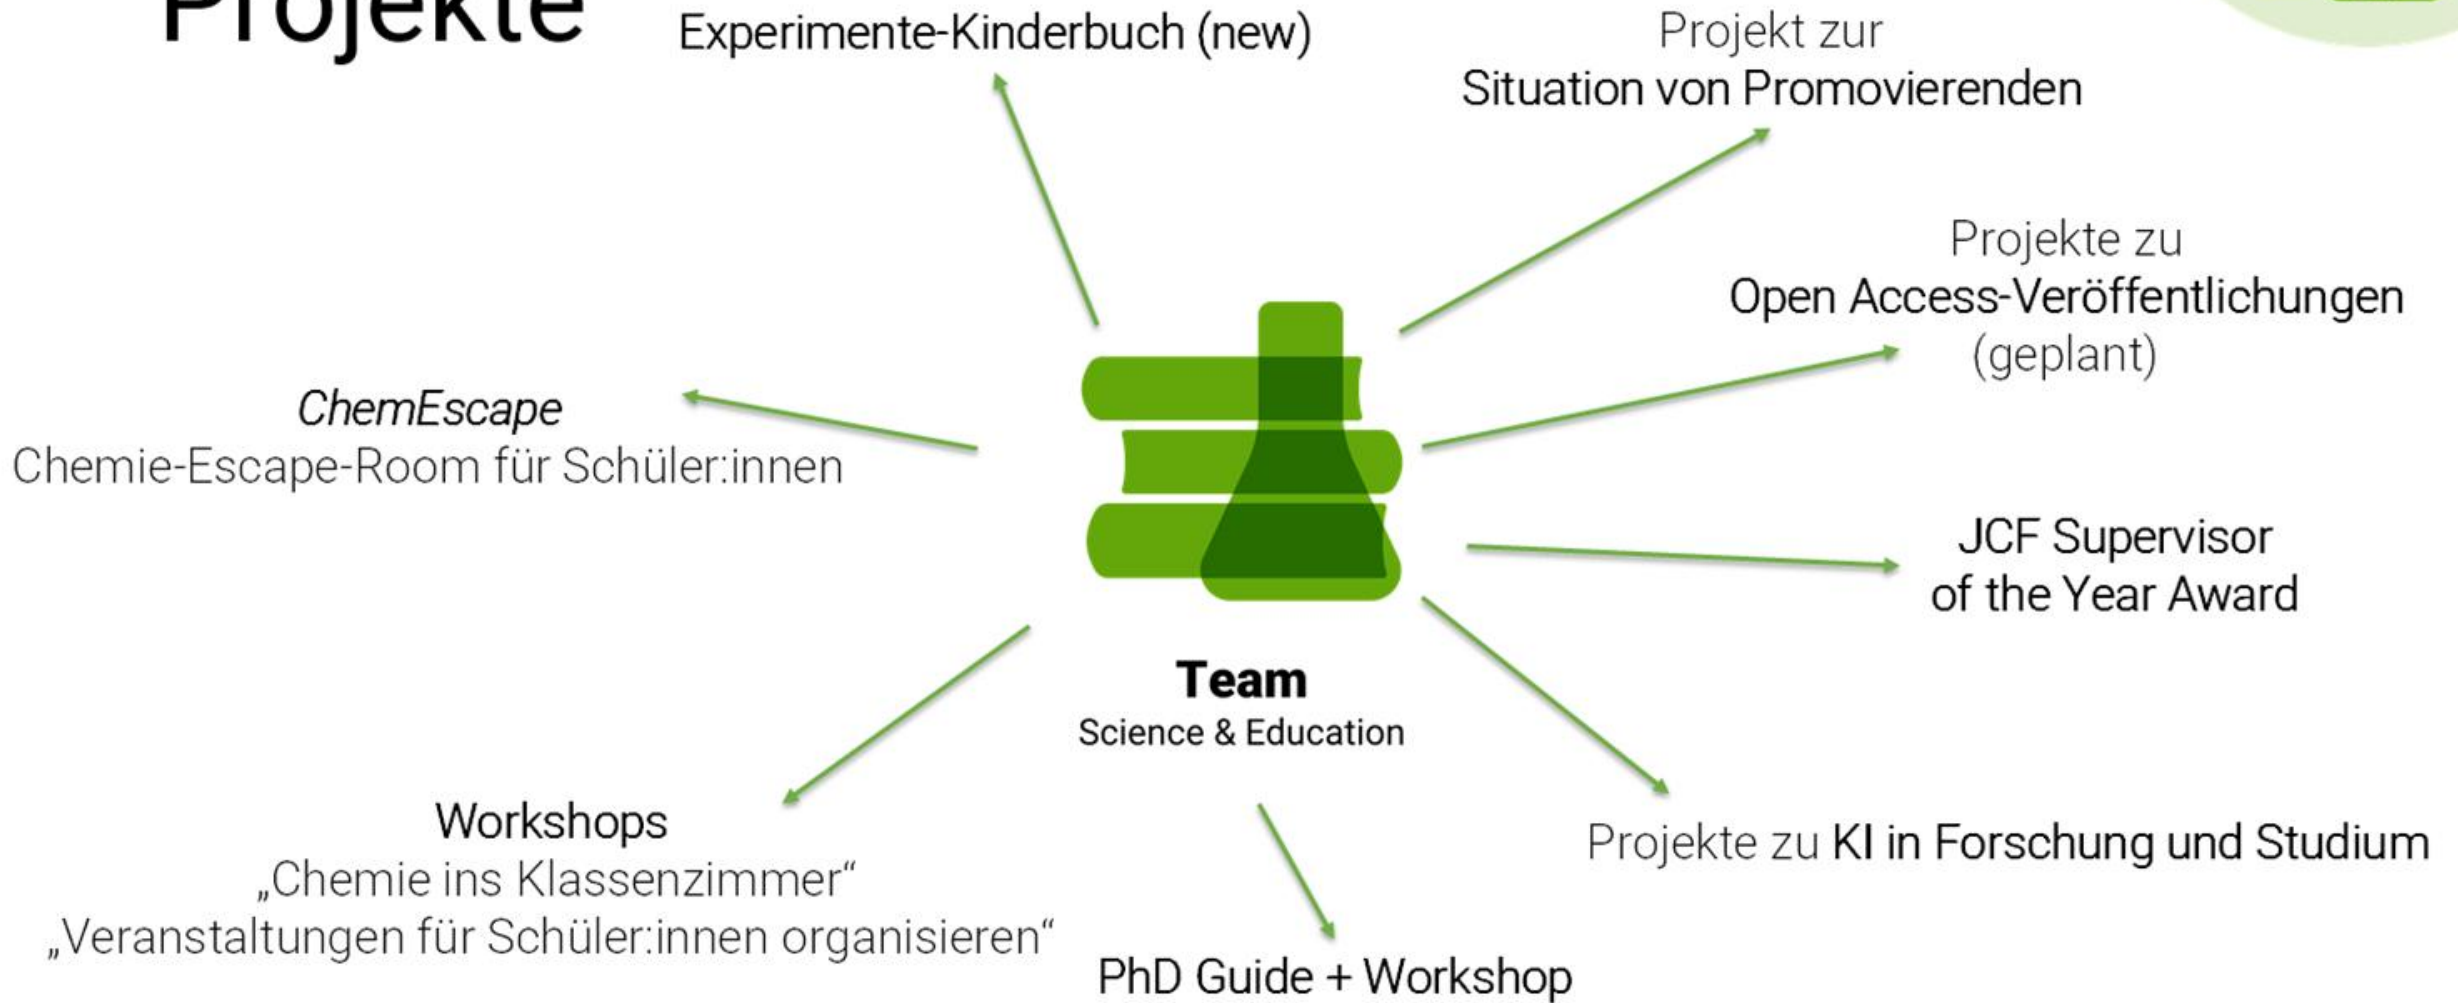 Projekte
Experimente-Kinderbuch (new)
Projekt zur
Situation von Promovierenden
Projekte zu
Open Access-Veröffentlichungen
(geplant)
ChemEscape
Chemie-Escape-Room für Schüler:innen
JCF Supervisor
of the Year Award
Team
Science & Education
Workshops
„Chemie ins Klassenzimmer“
„Veranstaltungen für Schüler:innen organisieren“
Projekte zu KI in Forschung und Studium
PhD Guide + Workshop